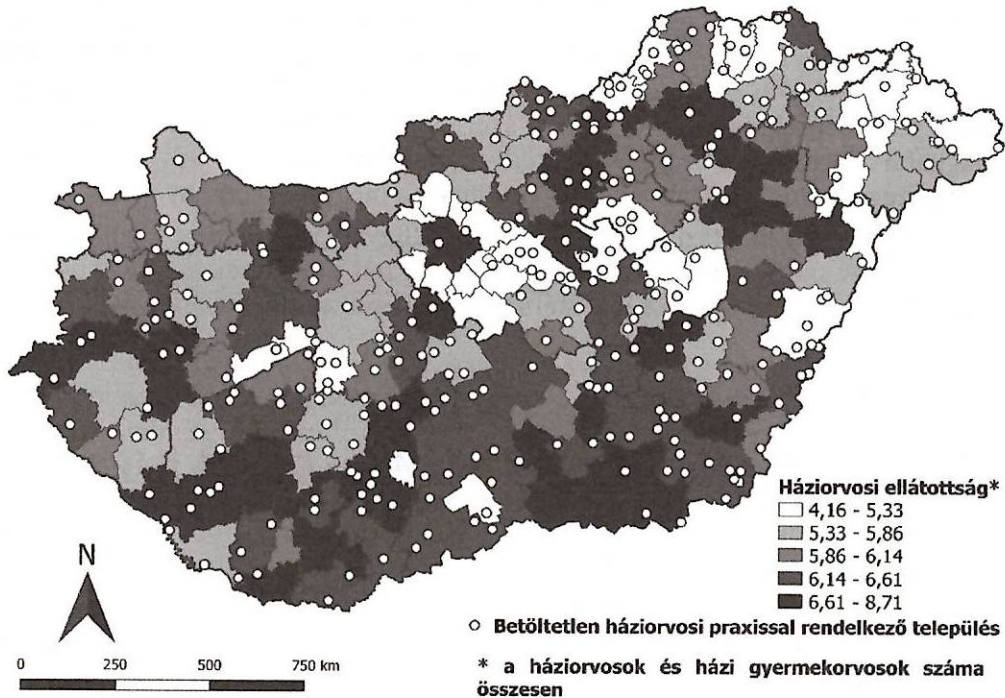 Háziorvosi ellátottság*
4,16 - 5,33
5,33 - 5,86
5,86 - 6,14
6,14 - 6,61
6,61 - 8,71
N
Betöltetlen háziorvosi praxissal rendelkező település
0 250 500 750 km
* a háziorvosok és házi gyermekorvosok száma
összesen